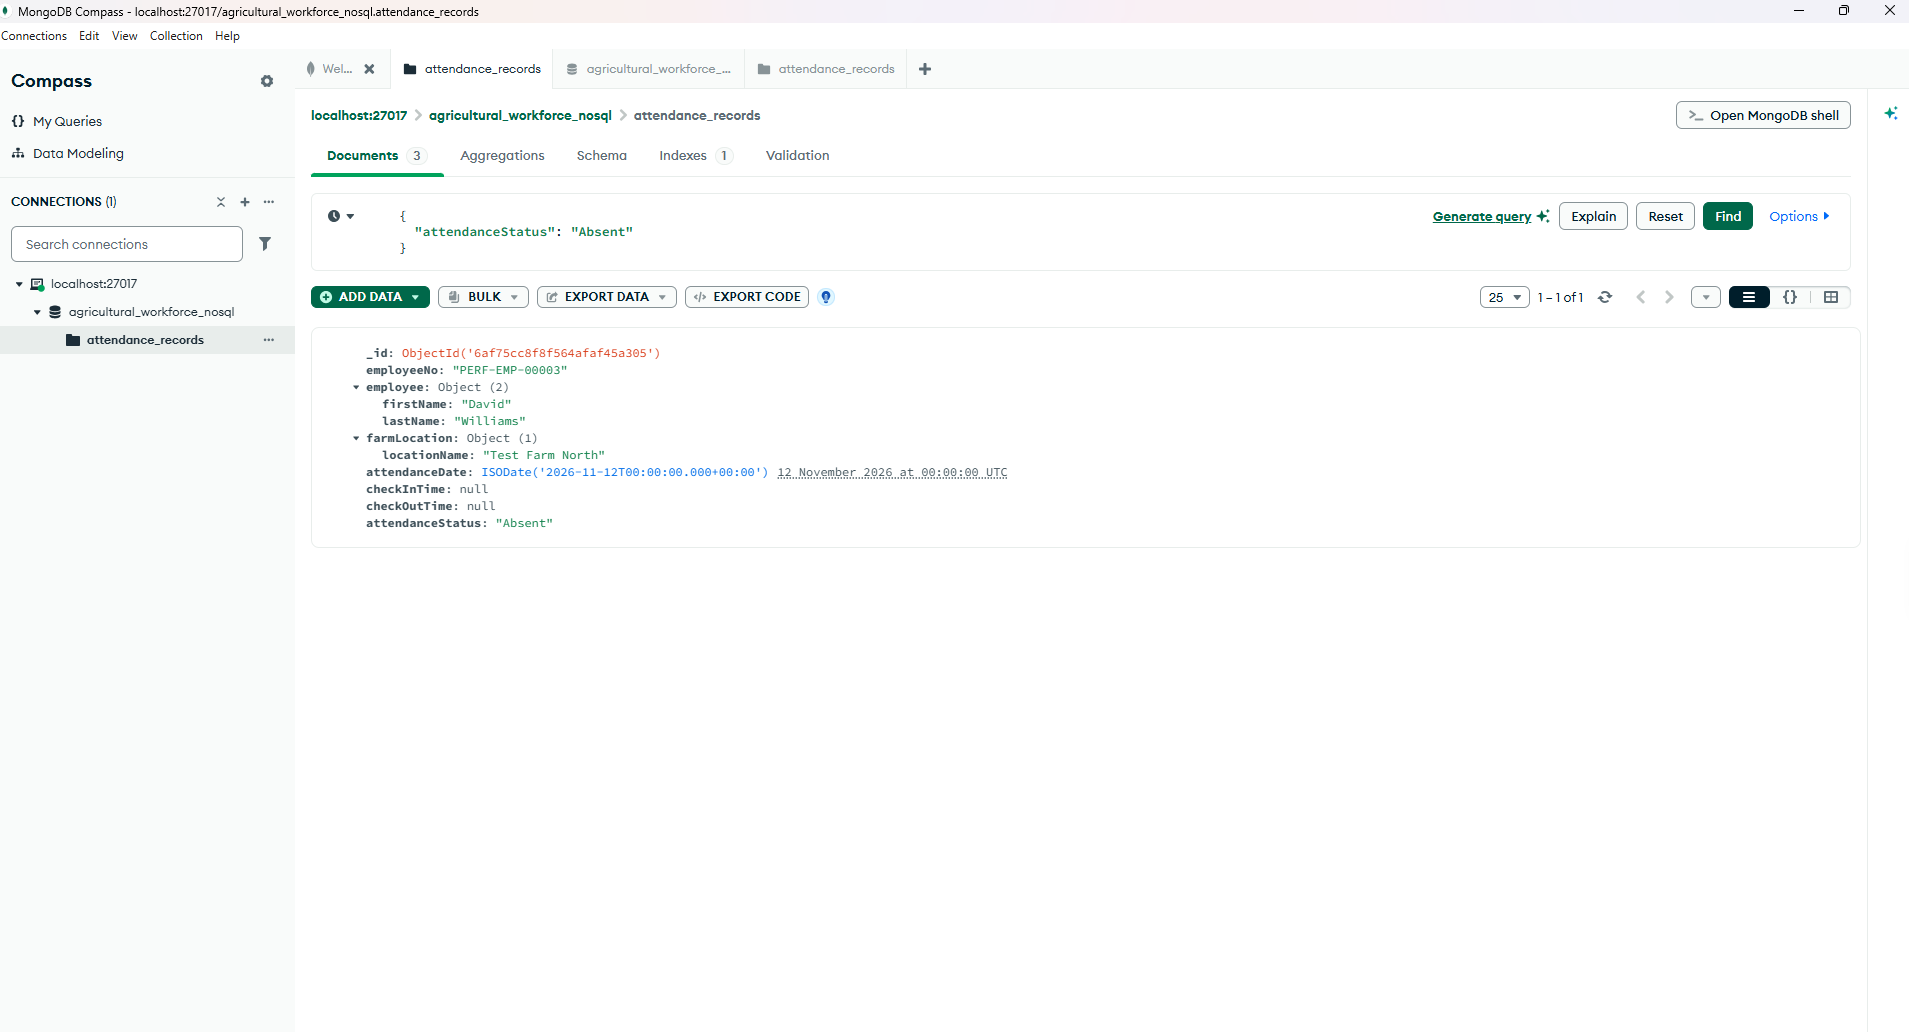 MongoDB Compass - localhost:27017/agricultural_workforce_nosql.attendance_records
Connections Edit View Collection Help
Compass
My Queries
Data Modeling
CONNECTIONS (1)
Search connections
localhost:27017
agricultural_workforce_nosql
attendance_records
Wel...
attendance_records
agricultural_workforce_...
attendance_records
localhost:27017 > agricultural_workforce_nosql > attendance_records
>_ Open MongoDB shell
Documents 3 Aggregations Schema Indexes 1 Validation
{
"attendanceStatus": "Absent"
}
Generate query Explain Reset Find Options
ADD DATA BULK EXPORT DATA EXPORT CODE
25 1 – 1 of 1
_id: ObjectId('6af75cc8f8f564afaf45a305')
employeeNo: "PERF-EMP-00003"
employee: Object (2)
firstName: "David"
lastName: "Williams"
farmLocation: Object (1)
locationName: "Test Farm North"
attendanceDate: ISODate('2026-11-12T00:00:00.000+00:00') 12 November 2026 at 00:00:00 UTC
checkInTime: null
checkOutTime: null
attendanceStatus: "Absent"